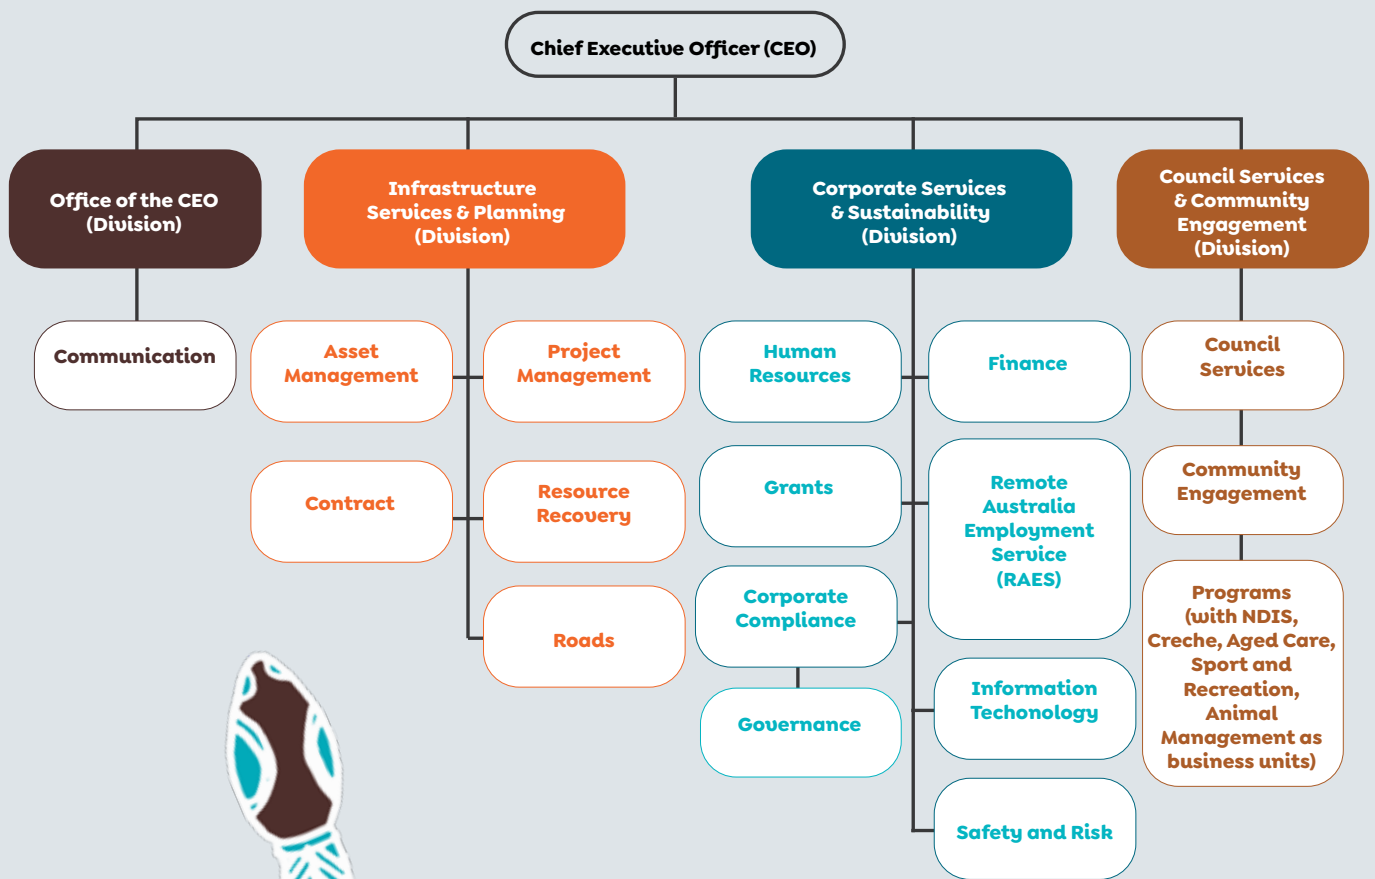 Chief Executive Officer (CEO)
Office of the CEO
(Division)
Infrastructure
Services & Planning
(Division)
Corporate Services
& Sustainability
(Division)
Council Services
& Community
Engagement
(Division)
Communication
Asset
Management
Project
Management
Contract
Resource
Recovery
Roads
Human
Resources
Finance
Grants
Remote
Australia
Employment
Service
(RAES)
Corporate
Compliance
Governance
Information
Techonology
Safety and Risk
Council
Services
Community
Engagement
Programs
(with NDIS,
Creche, Aged Care,
Sport and
Recreation,
Animal
Management as
business units)